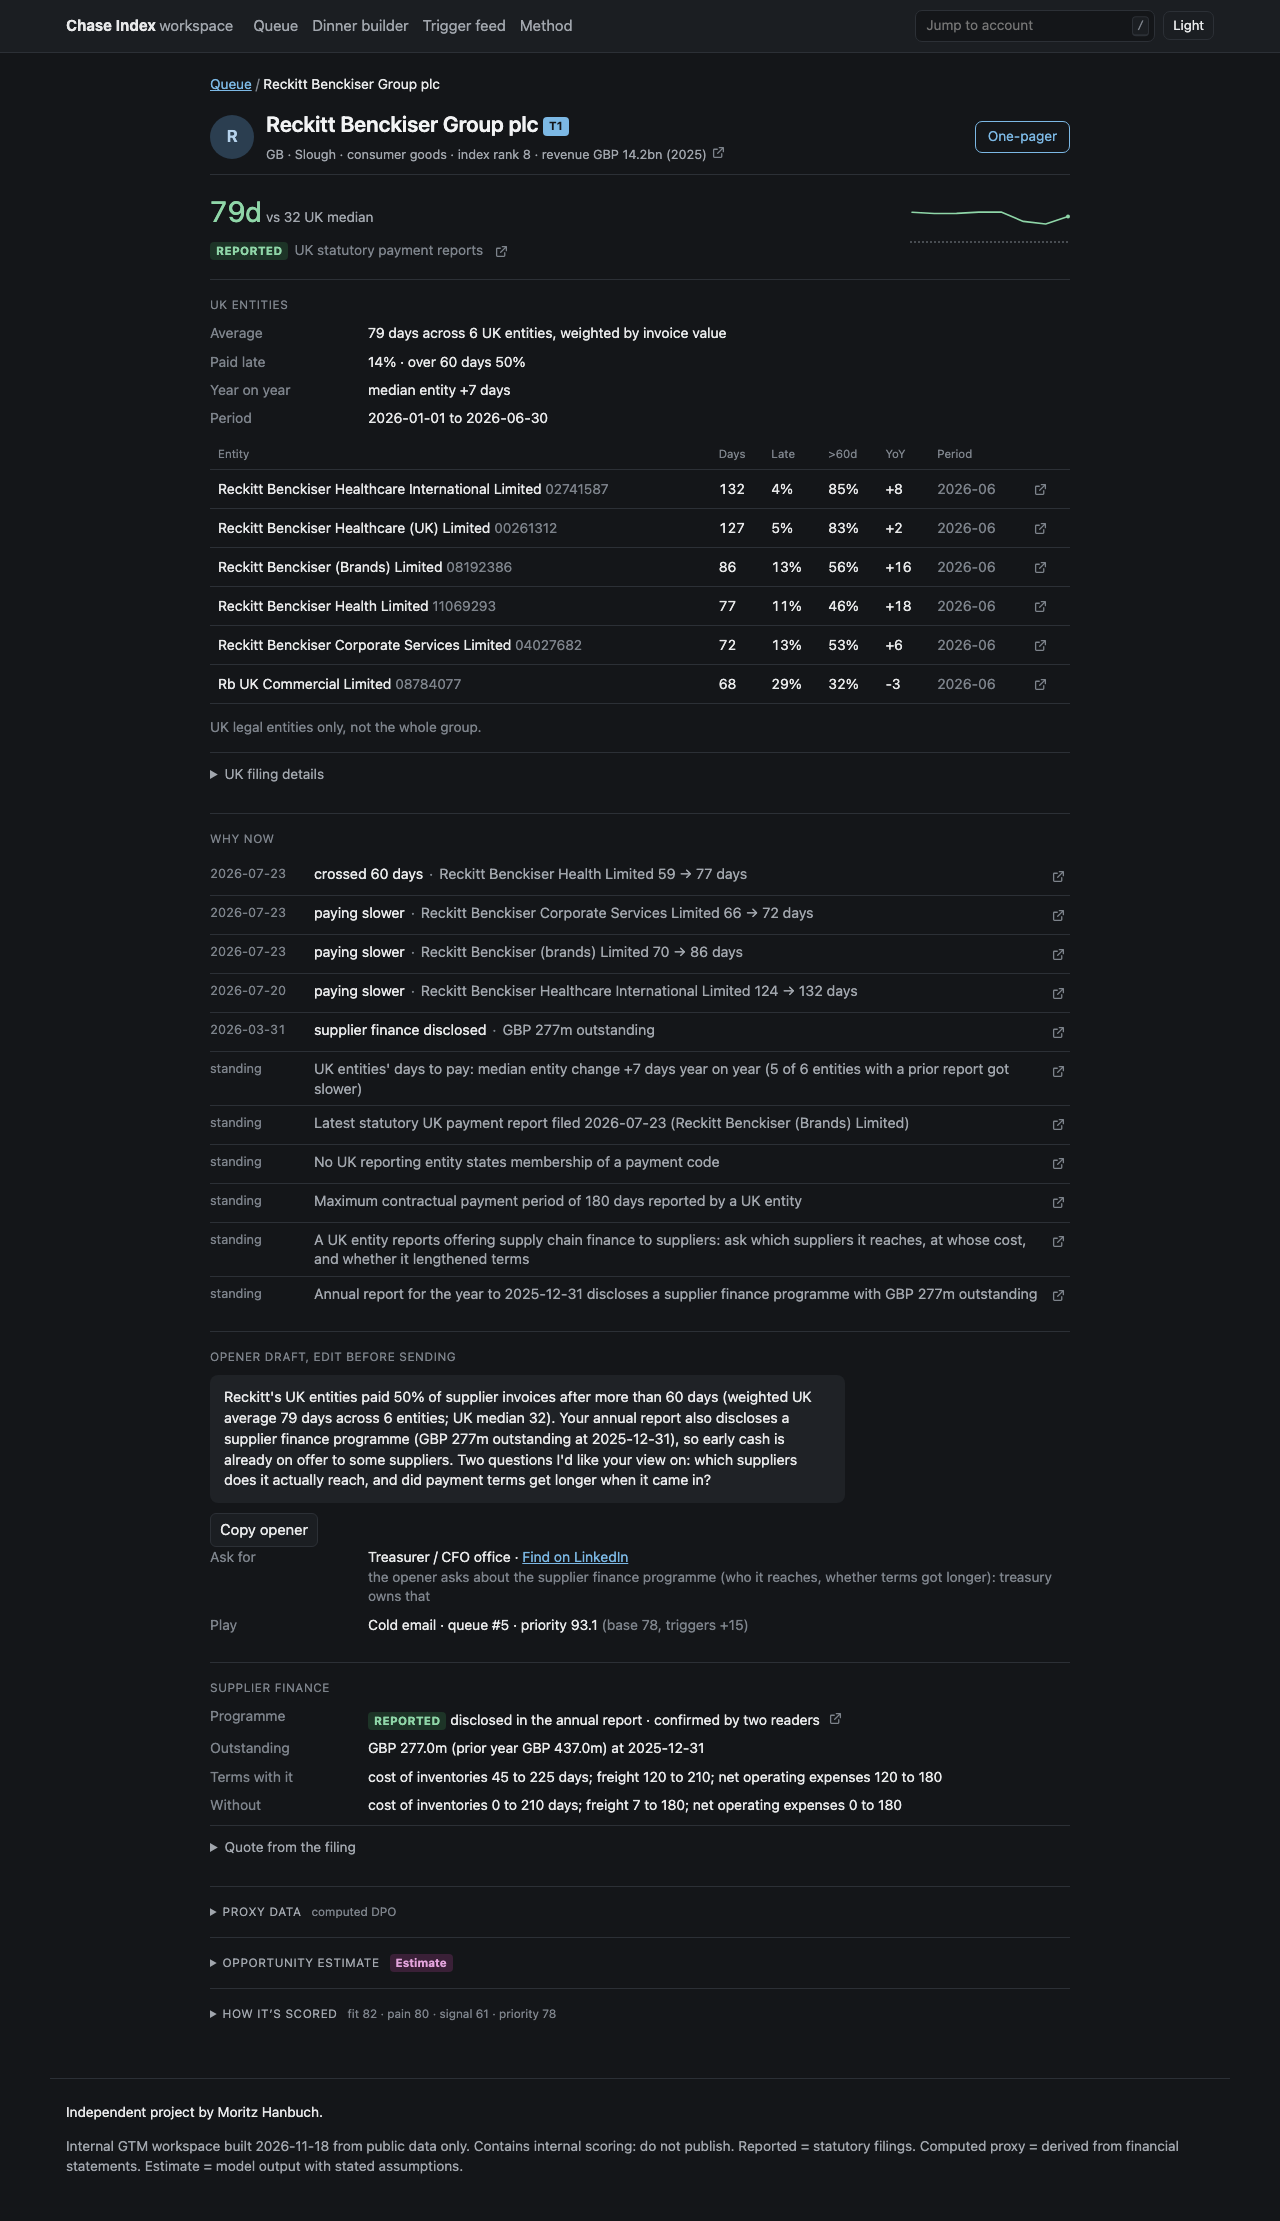 Chase Index workspace Queue Dinner builder Trigger feed Method Jump to account / Light
Queue / Reckitt Benckiser Group plc
R
Reckitt Benckiser Group plc T1
One-pager
GB · Slough · consumer goods · index rank 8 · revenue GBP 14.2bn (2025)
79d vs 32 UK median
REPORTED UK statutory payment reports
UK ENTITIES
Average 79 days across 6 UK entities, weighted by invoice value
Paid late 14% · over 60 days 50%
Year on year median entity +7 days
Period 2026-01-01 to 2026-06-30
Entity Days Late >60d YoY Period
Reckitt Benckiser Healthcare International Limited 02741587 132 4% 85% +8 2026-06
Reckitt Benckiser Healthcare (UK) Limited 00261312 127 5% 83% +2 2026-06
Reckitt Benckiser (Brands) Limited 08192386 86 13% 56% +16 2026-06
Reckitt Benckiser Health Limited 11069293 77 11% 46% +18 2026-06
Reckitt Benckiser Corporate Services Limited 04027682 72 13% 53% +6 2026-06
Rb UK Commercial Limited 08784077 68 29% 32% -3 2026-06
UK legal entities only, not the whole group.
UK filing details
WHY NOW
2026-07-23 crossed 60 days · Reckitt Benckiser Health Limited 59 → 77 days
2026-07-23 paying slower · Reckitt Benckiser Corporate Services Limited 66 → 72 days
2026-07-23 paying slower · Reckitt Benckiser (brands) Limited 70 → 86 days
2026-07-20 paying slower · Reckitt Benckiser Healthcare International Limited 124 → 132 days
2026-03-31 supplier finance disclosed · GBP 277m outstanding
standing UK entities' days to pay: median entity change +7 days year on year (5 of 6 entities with a prior report got
slower)
standing Latest statutory UK payment report filed 2026-07-23 (Reckitt Benckiser (Brands) Limited)
standing No UK reporting entity states membership of a payment code
standing Maximum contractual payment period of 180 days reported by a UK entity
standing A UK entity reports offering supply chain finance to suppliers: ask which suppliers it reaches, at whose cost,
and whether it lengthened terms
standing Annual report for the year to 2025-12-31 discloses a supplier finance programme with GBP 277m outstanding
OPENER DRAFT, EDIT BEFORE SENDING
Reckitt's UK entities paid 50% of supplier invoices after more than 60 days (weighted UK
average 79 days across 6 entities; UK median 32). Your annual report also discloses a
supplier finance programme (GBP 277m outstanding at 2025-12-31), so early cash is
already on offer to some suppliers. Two questions I'd like your view on: which suppliers
does it actually reach, and did payment terms get longer when it came in?
Copy opener
Ask for Treasurer / CFO office · Find on LinkedIn
the opener asks about the supplier finance programme (who it reaches, whether terms got longer): treasury
owns that
Play Cold email · queue #5 · priority 93.1 (base 78, triggers +15)
SUPPLIER FINANCE
Programme REPORTED disclosed in the annual report · confirmed by two readers
Outstanding GBP 277.0m (prior year GBP 437.0m) at 2025-12-31
Terms with it cost of inventories 45 to 225 days; freight 120 to 210; net operating expenses 120 to 180
Without cost of inventories 0 to 210 days; freight 7 to 180; net operating expenses 0 to 180
Quote from the filing
PROXY DATA computed DPO
OPPORTUNITY ESTIMATE Estimate
HOW IT'S SCORED fit 82 · pain 80 · signal 61 · priority 78
Independent project by Moritz Hanbuch.
Internal GTM workspace built 2026-11-18 from public data only. Contains internal scoring: do not publish. Reported = statutory filings. Computed proxy = derived from financial
statements. Estimate = model output with stated assumptions.